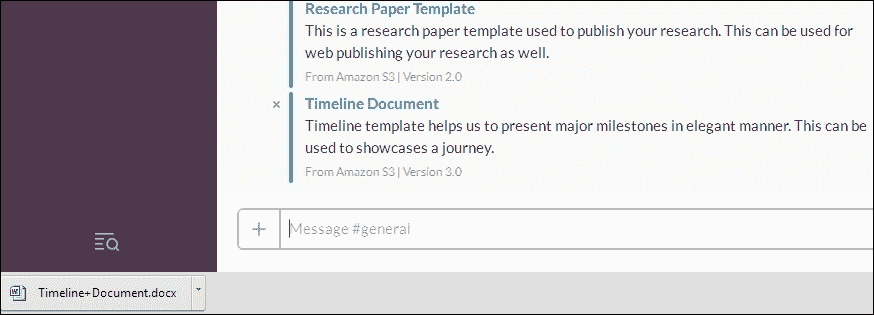 Research Paper Template
This is a research paper template used to publish your research. This can be used for
web publishing your research as well.
From Amazon S3 | Version 2.0
× Timeline Document
Timeline template helps us to present major milestones in elegant manner. This can be
used to showcases a journey.
From Amazon S3 | Version 3.0
+ Message #general
Timeline+Document.docx